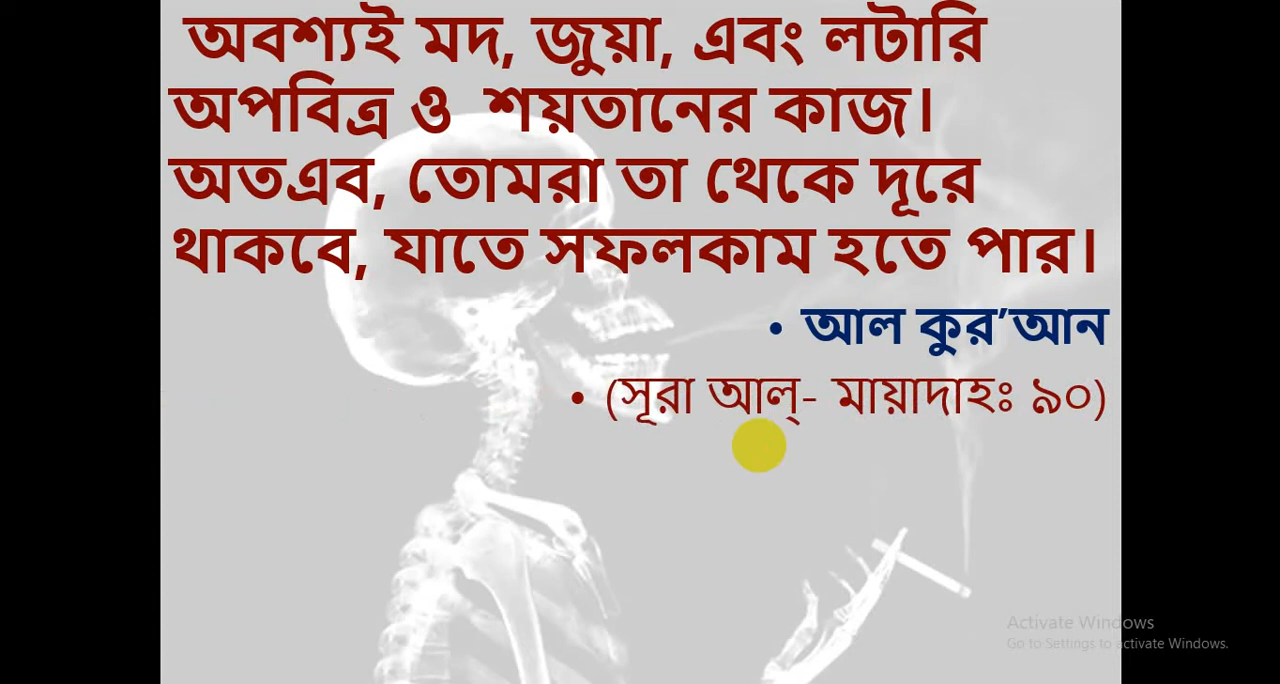 অবশ্যই মদ, জুয়া, এবং লটারি
অপবিত্র ও শয়তানের কাজ।
অতএব, তোমরা তা থেকে দূরে
থাকবে, যাতে সফলকাম হতে পার।
• আল কুর’আন
• (সূরা আল্- মায়াদাহঃ ৯০)
Activate Windows
Go to Settings to activate Windows.